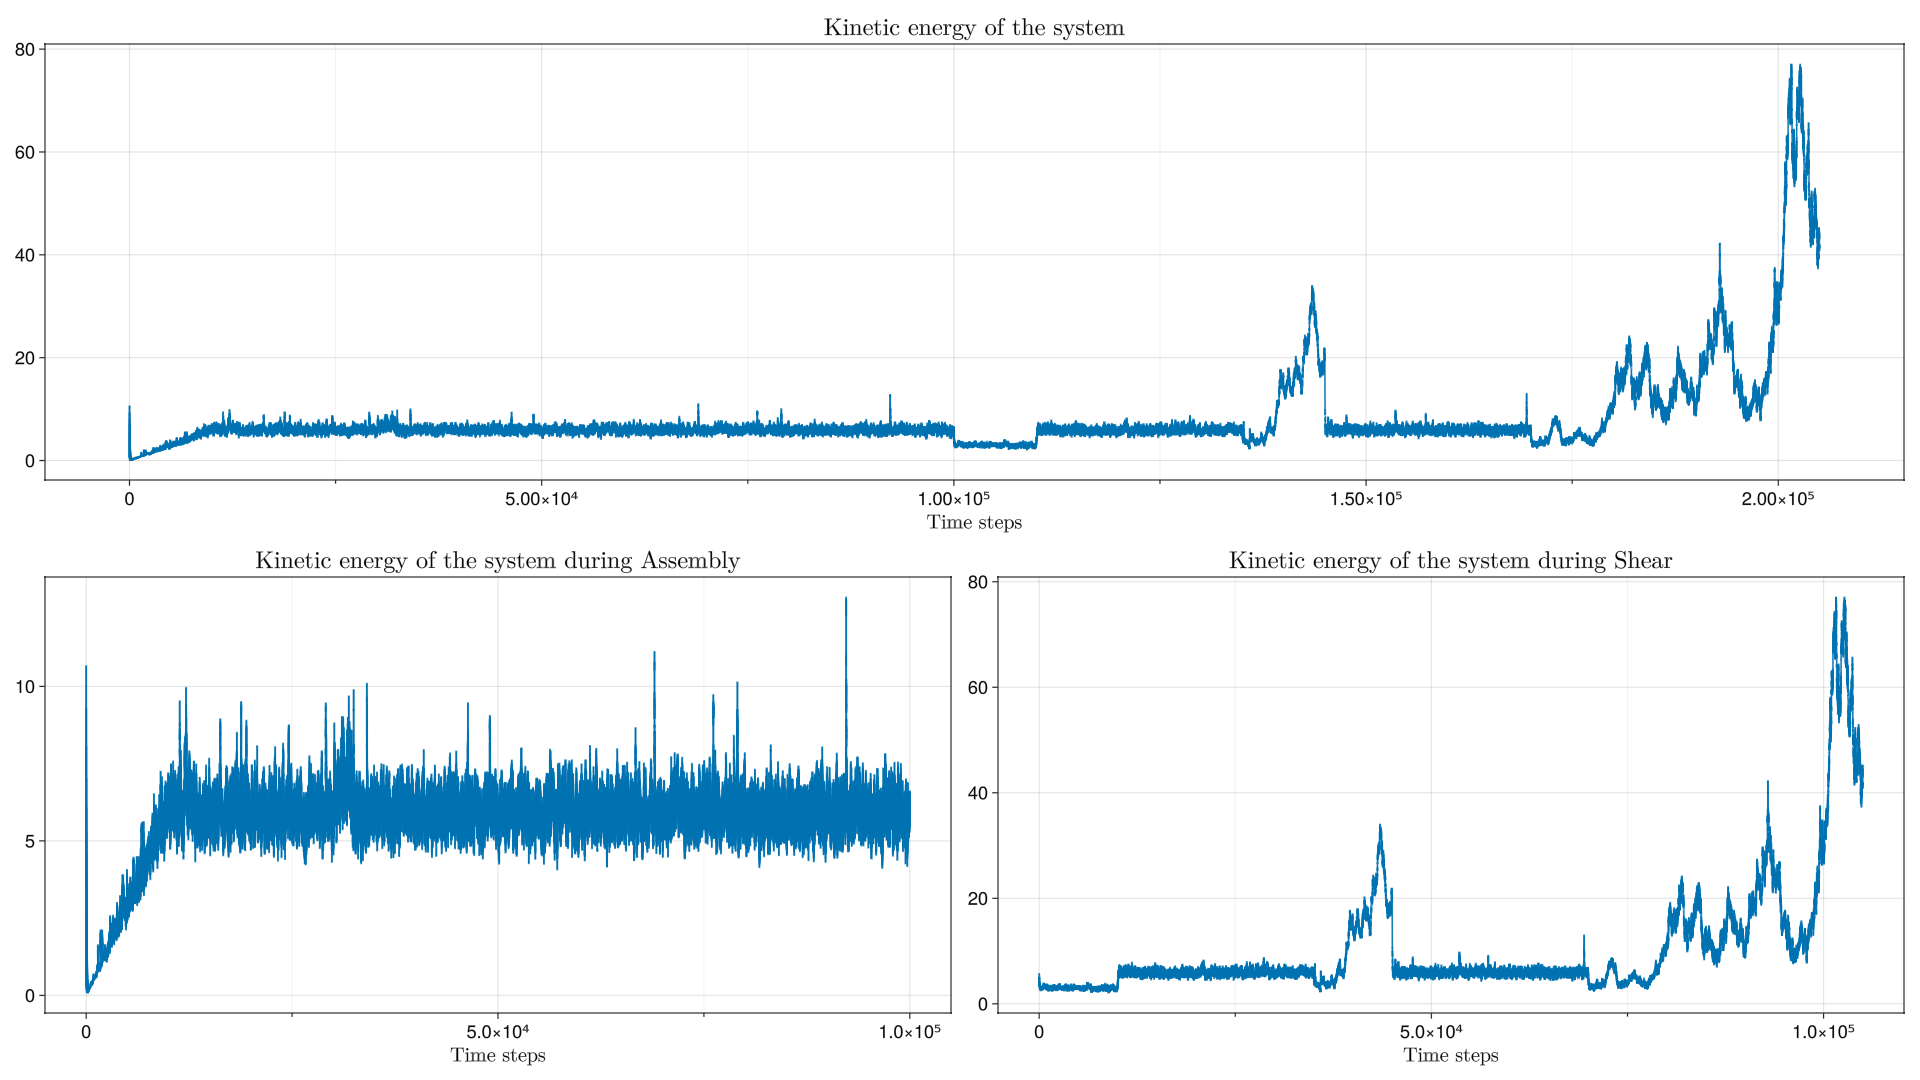 Kinetic energy of the system
80
60
40
20
0
0 5.00×10⁴ 1.00×10⁵ 1.50×10⁵ 2.00×10⁵
Time steps
Kinetic energy of the system during Assembly
10
5
0
0 5.0×10⁴ 1.0×10⁵
Time steps
Kinetic energy of the system during Shear
80
60
40
20
0
0 5.0×10⁴ 1.0×10⁵
Time steps